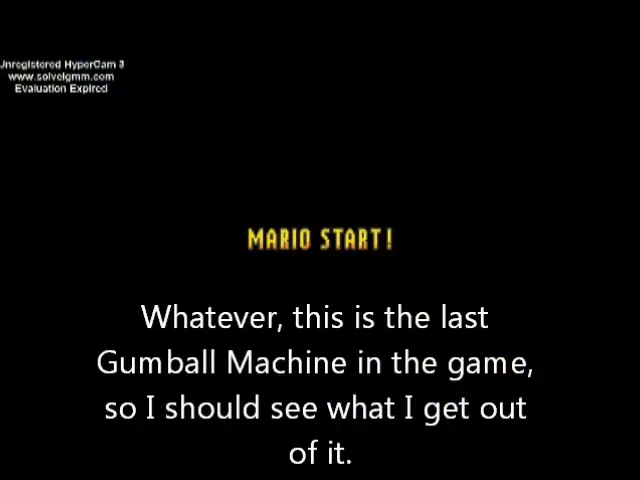 Unregistered HyperCam 3
www.solveigmm.com
Evaluation Expired
MARIO START!
Whatever, this is the last
Gumball Machine in the game,
so I should see what I get out
of it.